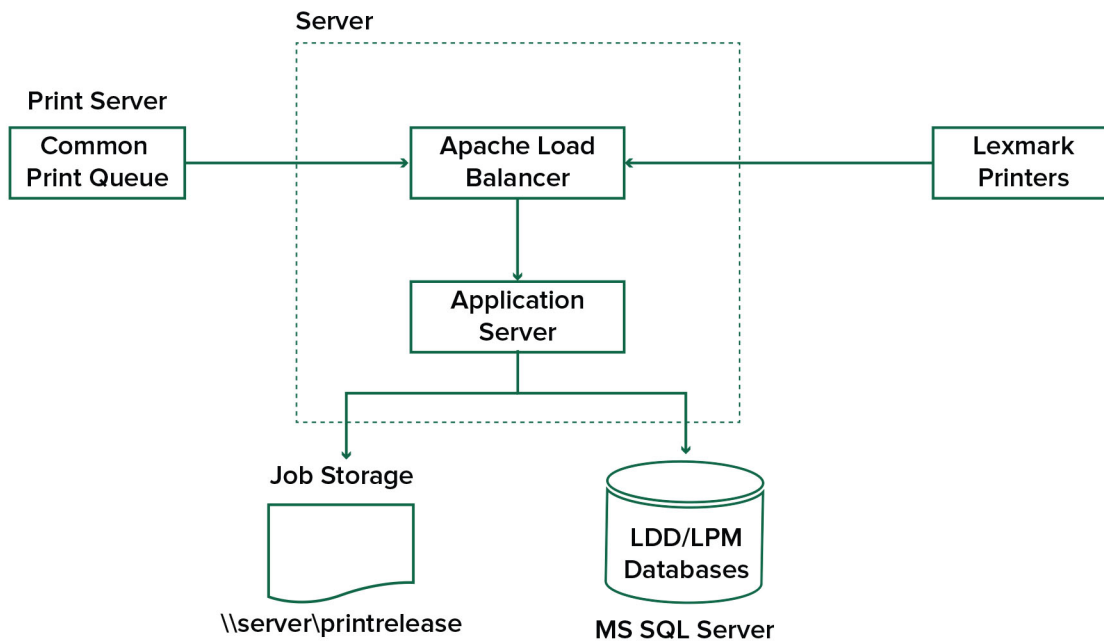 Server
Print Server
Common
Print Queue
Apache Load
Balancer
Lexmark
Printers
Application
Server
Job Storage
\\server\printrelease
LDD/LPM
Databases
MS SQL Server